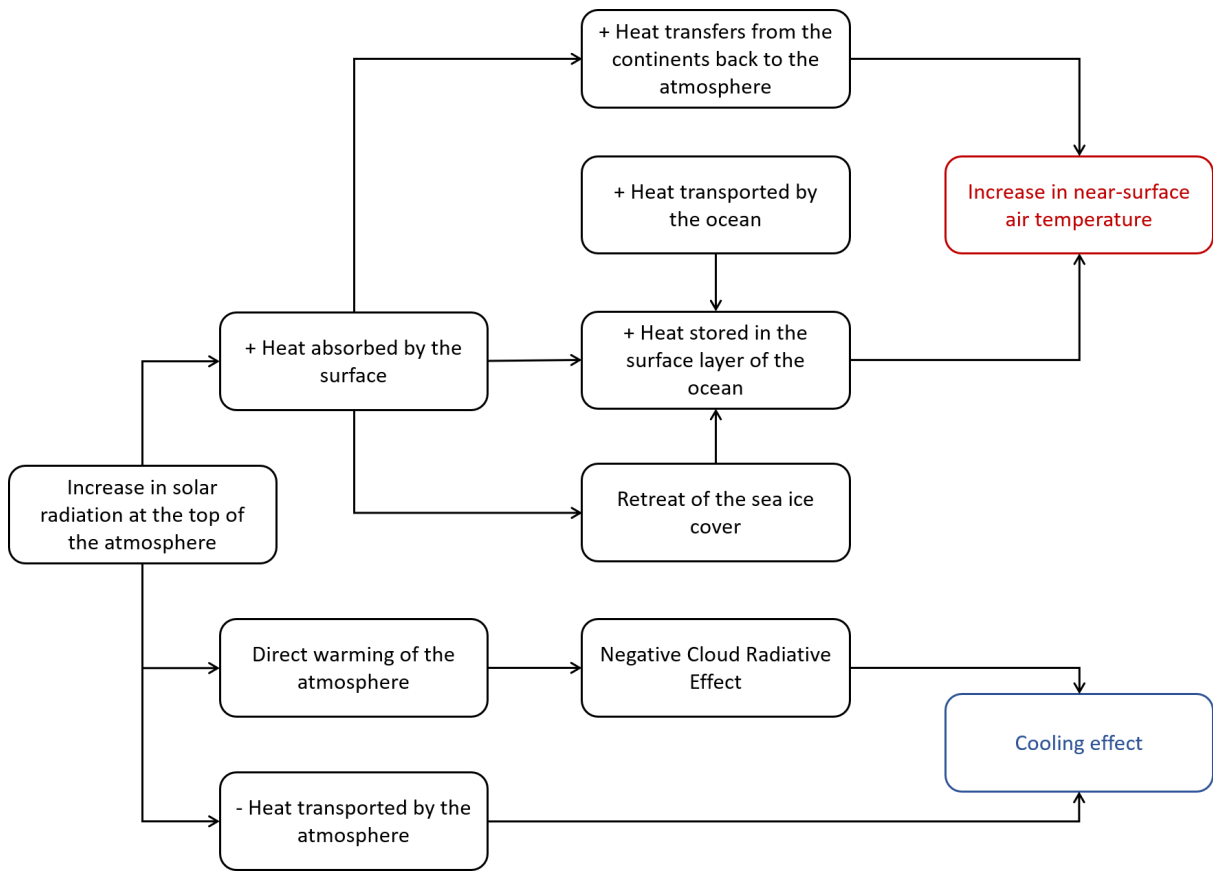 + Heat transfers from the
continents back to the
atmosphere
+ Heat transported by
the ocean
Increase in near-surface
air temperature
+ Heat absorbed by the
surface
+ Heat stored in the
surface layer of the
ocean
Increase in solar
radiation at the top of
the atmosphere
Retreat of the sea ice
cover
Direct warming of the
atmosphere
Negative Cloud Radiative
Effect
Cooling effect
- Heat transported by the
atmosphere